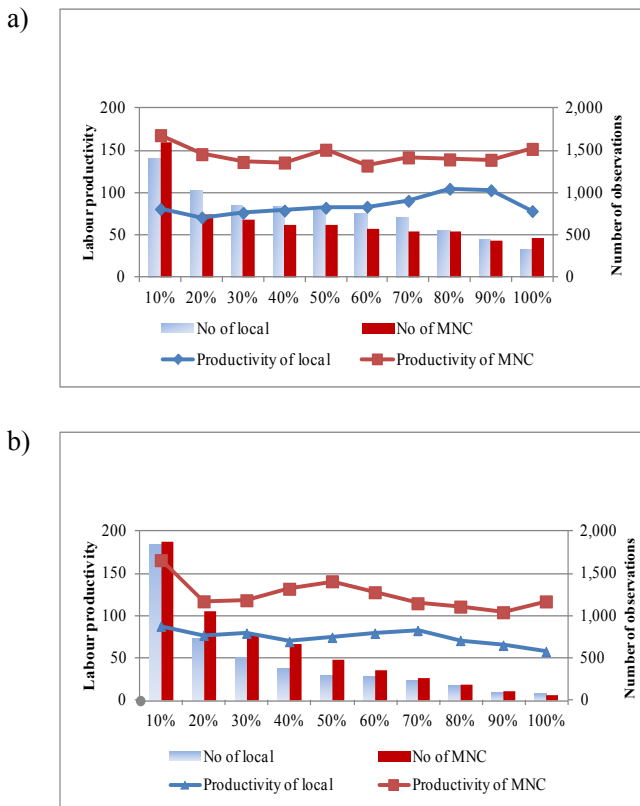 a)
Labour productivity
200
150
100
50
0
2,000
1,500
1,000
500
0
Number of observations
10% 20% 30% 40% 50% 60% 70% 80% 90% 100%
No of local No of MNC
Productivity of local Productivity of MNC
b)
Labour productivity
200
150
100
50
0
2,000
1,500
1,000
500
0
Number of observations
10% 20% 30% 40% 50% 60% 70% 80% 90% 100%
No of local No of MNC
Productivity of local Productivity of MNC